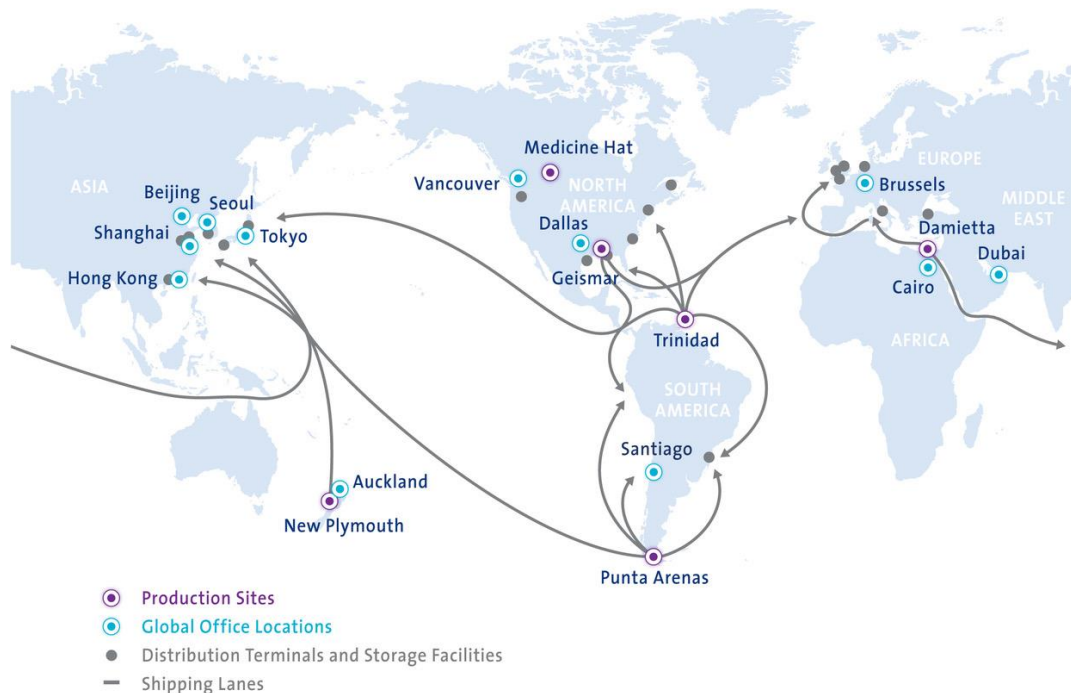 Medicine Hat
Vancouver
NORTH
AMERICA
Dallas
Geismar
ASIA
Beijing
Seoul
Shanghai
Tokyo
Hong Kong
EUROPE
Brussels
MIDDLE
EAST
Damietta
Dubai
Cairo
AFRICA
Trinidad
SOUTH
AMERICA
Santiago
Auckland
New Plymouth
Punta Arenas
Production Sites
Global Office Locations
Distribution Terminals and Storage Facilities
Shipping Lanes